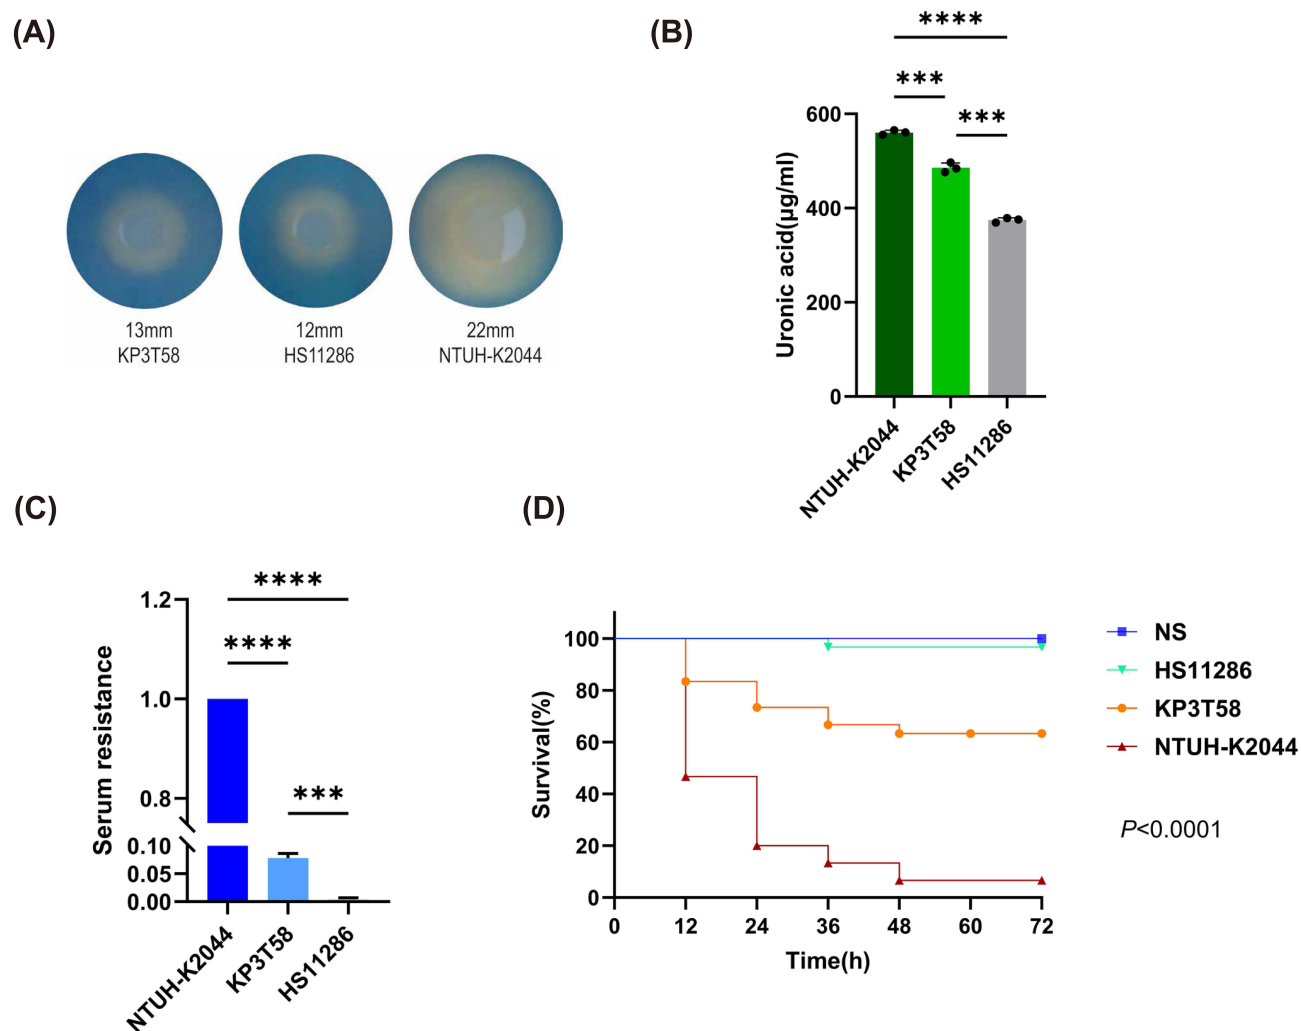 (A)
13mm
KP3T58
12mm
HS11286
22mm
NTUH-K2044
(B)
****
***
***
Uronic acid(μg/ml)
600
400
200
0
NTUH-K2044
KP3T58
HS11286
(C)
****
****
***
Serum resistance
1.2
1.0
0.8
0.10
0.05
0.00
NTUH-K2044
KP3T58
HS11286
(D)
Survival(%)
100
80
60
40
20
0
0 12 24 36 48 60 72
Time(h)
NS
HS11286
KP3T58
NTUH-K2044
P<0.0001